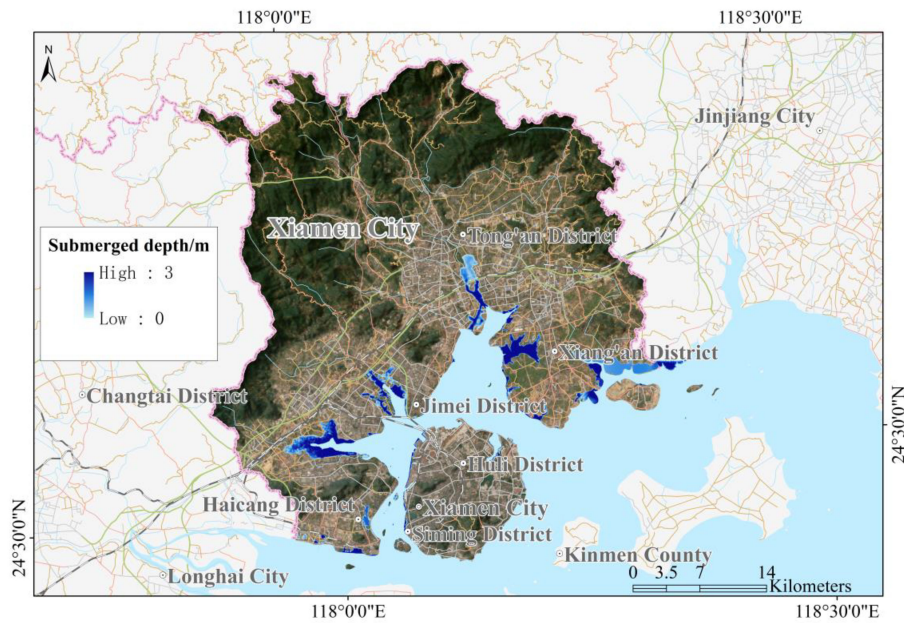 118°0'0"E
118°30'0"E
N
Jinjiang City
Xiamen City
Tong'an District
Submerged depth/m
High : 3
Low : 0
Xiang'an District
Changtai District
Jimei District
24°30'0"N
Huli District
Haicang District
Xiamen City
Siming District
24°30'0"N
Kinmen County
Longhai City
0 3.5 7 14
Kilometers
118°0'0"E
118°30'0"E